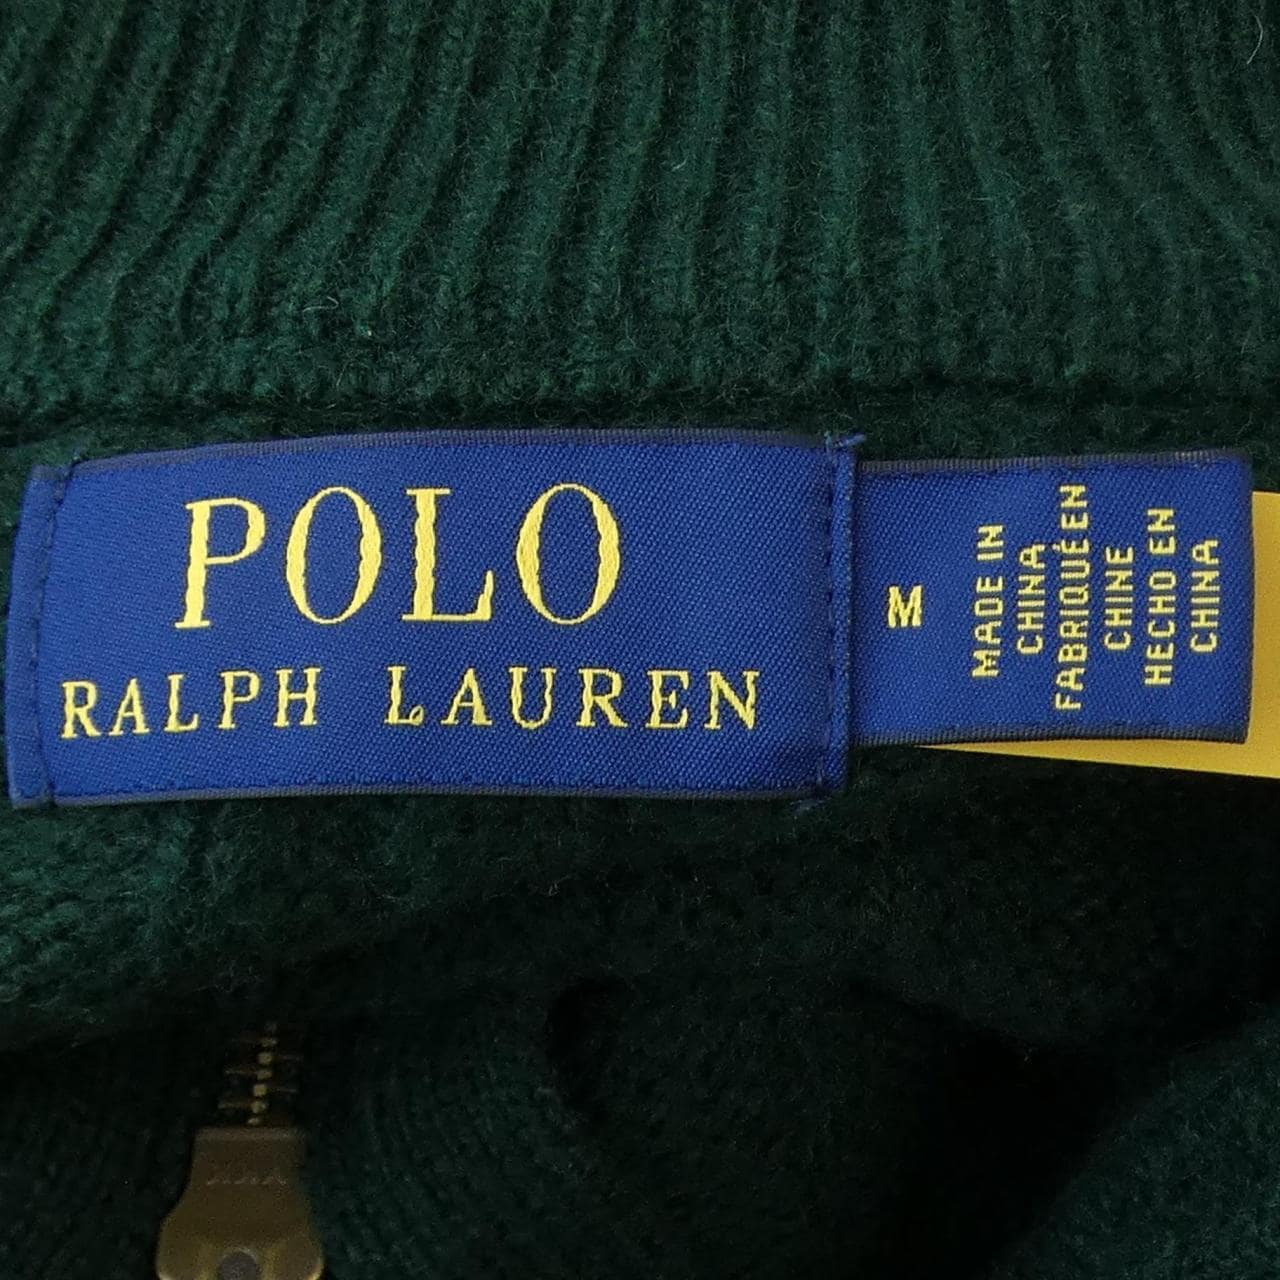 POLO
RALPH LAUREN
M
MADE IN
CHINA
FABRIQUÉ EN
CHINE
HECHO EN
CHINA